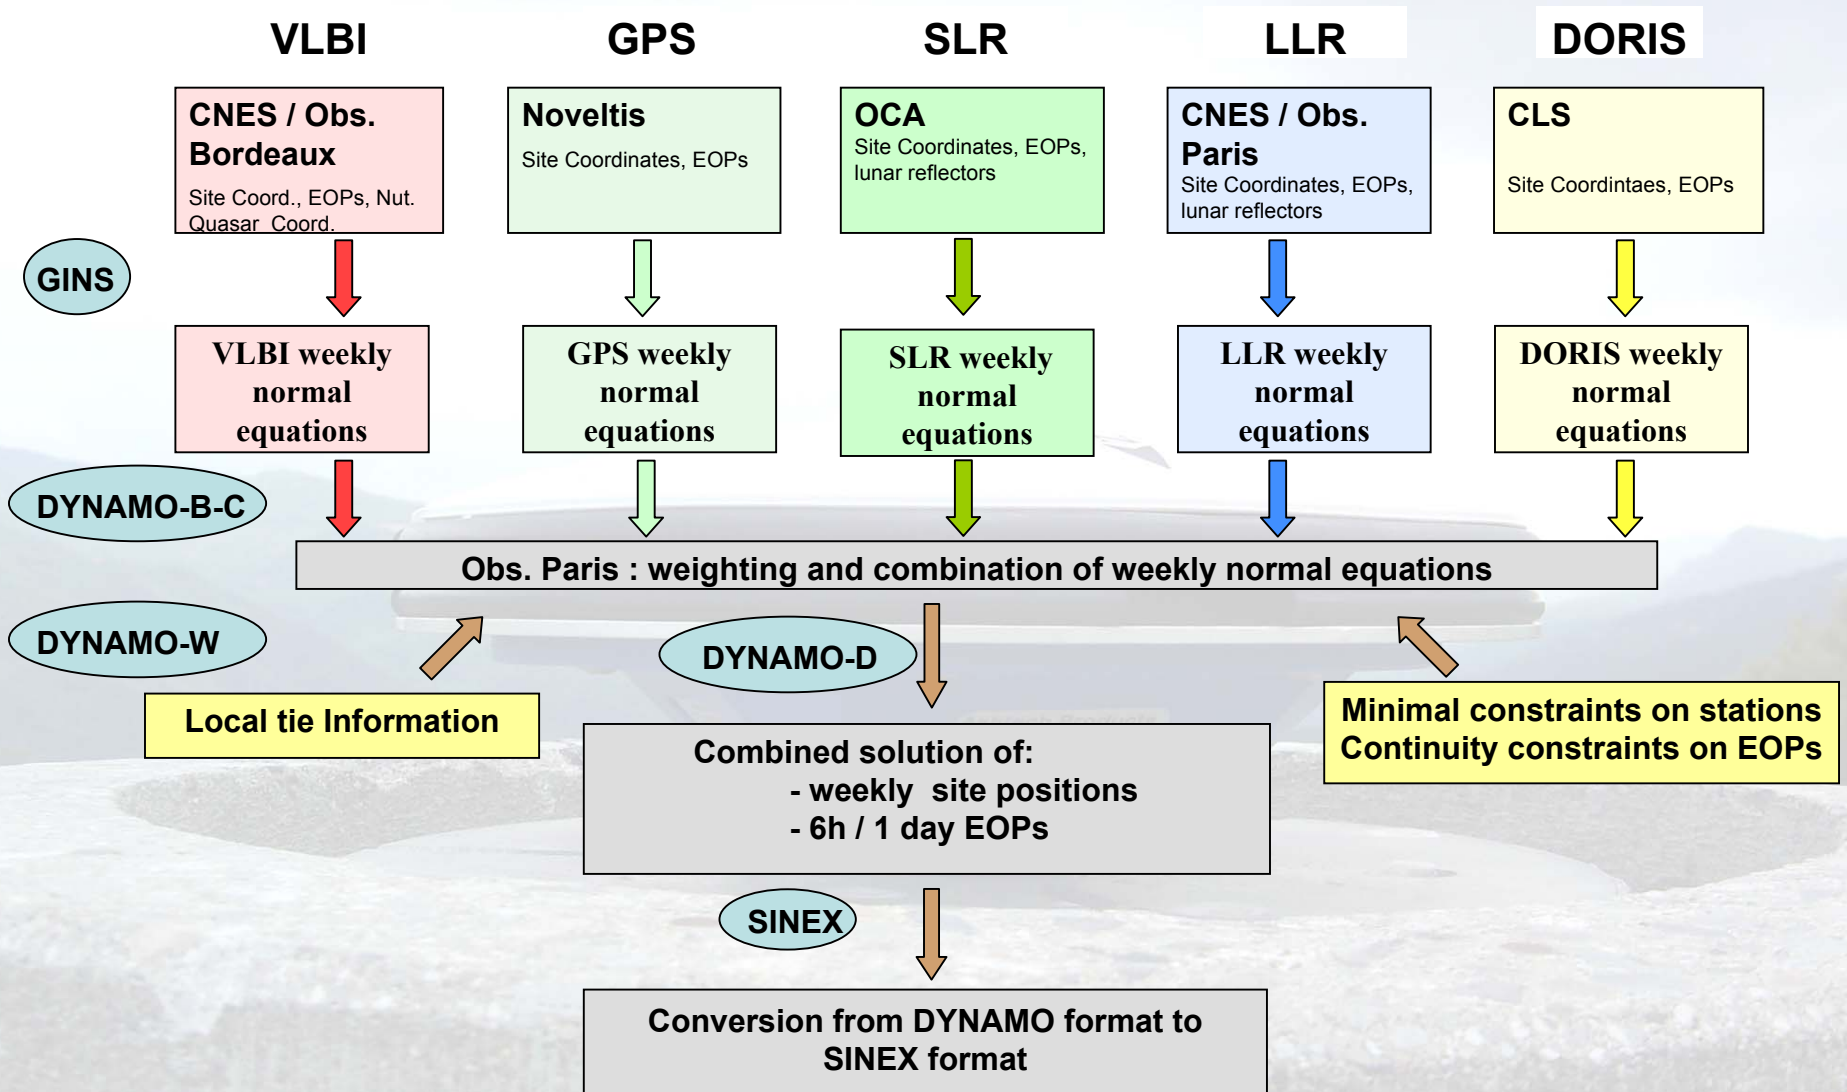 VLBI
GPS
SLR
LLR
DORIS
CNES / Obs.
Bordeaux
Site Coord., EOPs, Nut.
Quasar Coord.
Noveltis
Site Coordinates, EOPs
OCA
Site Coordinates, EOPs,
lunar reflectors
CNES / Obs.
Paris
Site Coordinates, EOPs,
lunar reflectors
CLS
Site Coordintaes, EOPs
GINS
VLBI weekly
normal
equations
GPS weekly
normal
equations
SLR weekly
normal
equations
LLR weekly
normal
equations
DORIS weekly
normal
equations
DYNAMO-B-C
Obs. Paris : weighting and combination of weekly normal equations
DYNAMO-W
DYNAMO-D
Local tie Information
Minimal constraints on stations
Continuity constraints on EOPs
Combined solution of:
- weekly site positions
- 6h / 1 day EOPs
SINEX
Conversion from DYNAMO format to
SINEX format